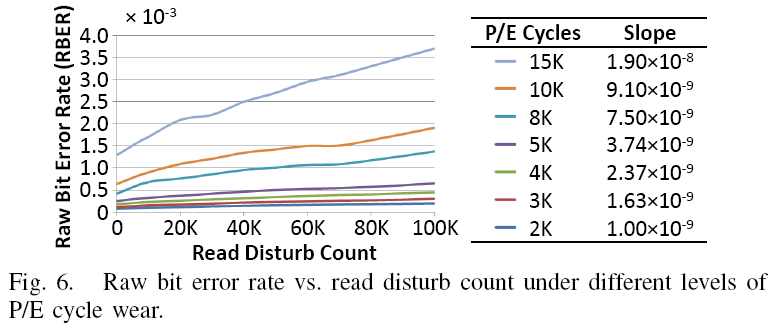 × 10-3
Raw Bit Error Rate (RBER)
4.0
3.5
3.0
2.5
2.0
1.5
1.0
0.5
0
0 20K 40K 60K 80K 100K
Read Disturb Count
P/E Cycles Slope
15K 1.90×10-8
10K 9.10×10-9
8K 7.50×10-9
5K 3.74×10-9
4K 2.37×10-9
3K 1.63×10-9
2K 1.00×10-9
Fig. 6. Raw bit error rate vs. read disturb count under different levels of
P/E cycle wear.